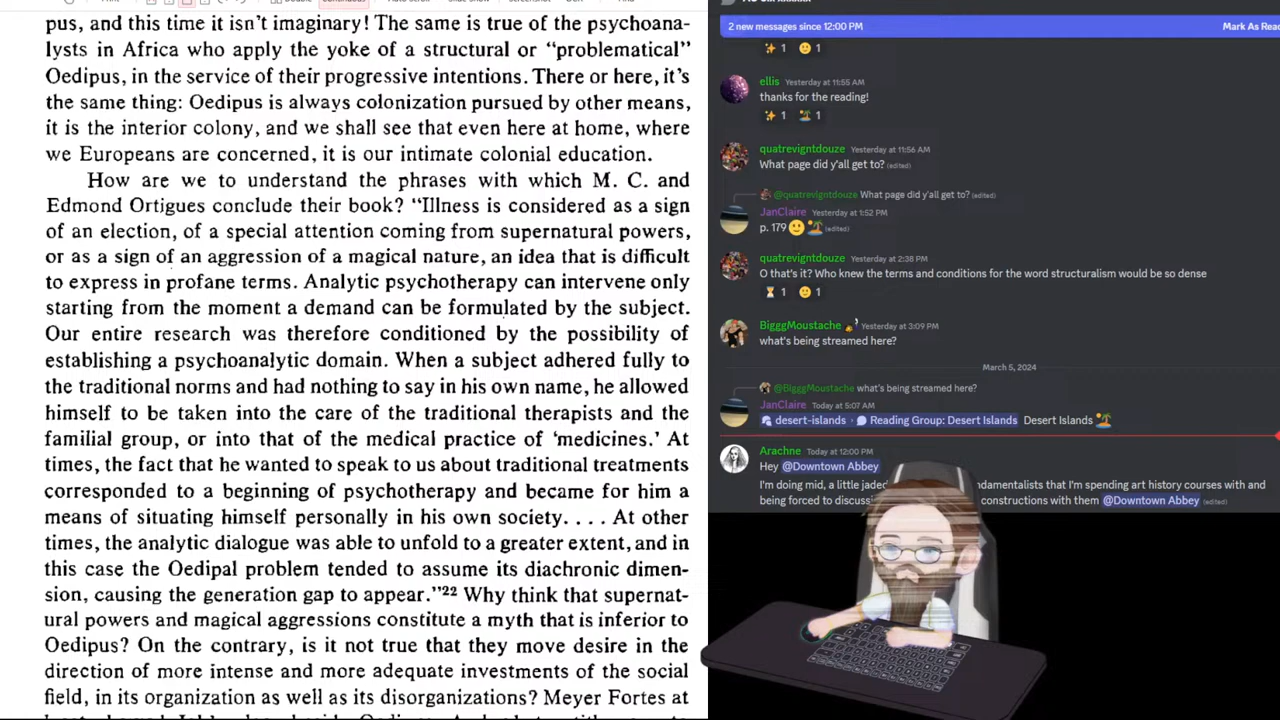 pus, and this time it isn't imaginary! The same is true of the psychoana-
lysts in Africa who apply the yoke of a structural or "problematical"
Oedipus, in the service of their progressive intentions. There or here, it's
the same thing: Oedipus is always colonization pursued by other means,
it is the interior colony, and we shall see that even here at home, where
we Europeans are concerned, it is our intimate colonial education.
How are we to understand the phrases with which M. C. and
Edmond Ortigues conclude their book? "Illness is considered as a sign
of an election, of a special attention coming from supernatural powers,
or as a sign of an aggression of a magical nature, an idea that is difficult
to express in profane terms. Analytic psychotherapy can intervene only
starting from the moment a demand can be formulated by the subject.
Our entire research was therefore conditioned by the possibility of
establishing a psychoanalytic domain. When a subject adhered fully to
the traditional norms and had nothing to say in his own name, he allowed
himself to be taken into the care of the traditional therapists and the
familial group, or into that of the medical practice of 'medicines.' At
times, the fact that he wanted to speak to us about traditional treatments
corresponded to a beginning of psychotherapy and became for him a
means of situating himself personally in his own society. . . . At other
times, the analytic dialogue was able to unfold to a greater extent, and in
this case the Oedipal problem tended to assume its diachronic dimen-
sion, causing the generation gap to appear."22 Why think that supernat-
ural powers and magical aggressions constitute a myth that is inferior to
Oedipus? On the contrary, is it not true that they move desire in the
direction of more intense and more adequate investments of the social
field, in its organization as well as its disorganizations? Meyer Fortes at
2 new messages since 12:00 PM Mark As Read
1 1
ellis Yesterday at 11:55 AM
thanks for the reading!
1 1
quatrevigntdouze Yesterday at 11:56 AM
What page did y'all get to? (edited)
@quatrevigntdouze What page did y'all get to? (edited)
JanClaire Yesterday at 1:52 PM
p. 179 (edited)
quatrevigntdouze Yesterday at 2:38 PM
O that's it? Who knew the terms and conditions for the word structuralism would be so dense
1 1
BigggMoustache Yesterday at 3:09 PM
what's being streamed here?
March 5, 2024
@BigggMoustache what's being streamed here?
JanClaire Today at 5:07 AM
desert-islands › Reading Group: Desert Islands Desert Islands
Arachne Today at 12:00 PM
Hey @Downtown Abbey
I'm doing mid, a little jaded damentalists that I'm spending art history courses with and
being forced to discuss constructions with them @Downtown Abbey (edited)